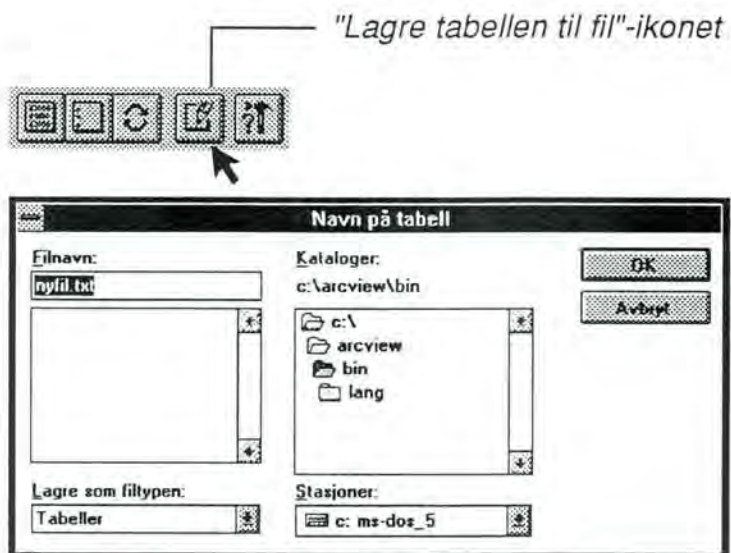 "Lagre tabellen til fil"-ikonet
Navn på tabell
Filnavn:
nyfil.txt
Kataloger:
c:\arcview\bin
c:\
arcview
bin
lang
OK
Avbryt
Lagre som filtypen:
Tabeller
Stasjoner:
c: ms-dos_5